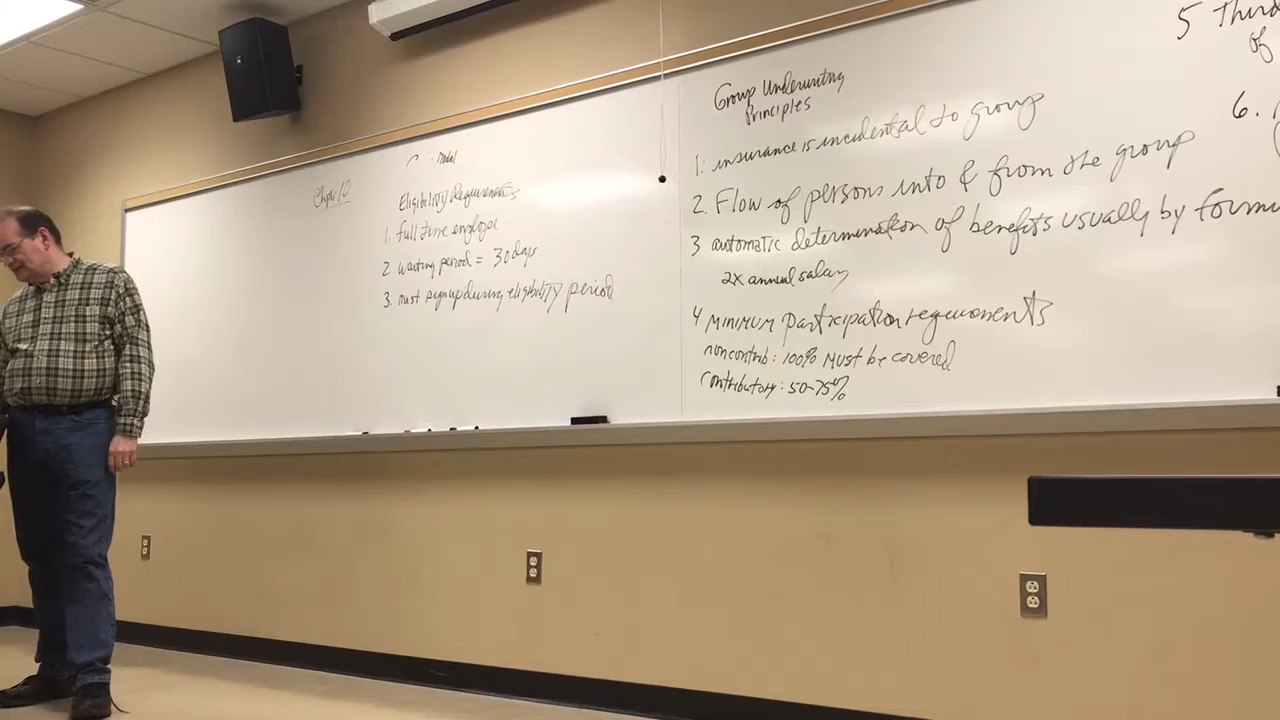 Chapter 10
Model
Eligibility Requirements
1. full time employee
2 waiting period = 30 days
3. must sign up during eligibility period
Group Underwriting
Principles
1. insurance is incidental to group
2. Flow of persons into & from the group
3 automatic determination of benefits usually by formu
2X annual salary
4 MINIMUM participation requirements
noncontrib: 100% must be covered
Contributory: 50-75%
5 Third
of
6.